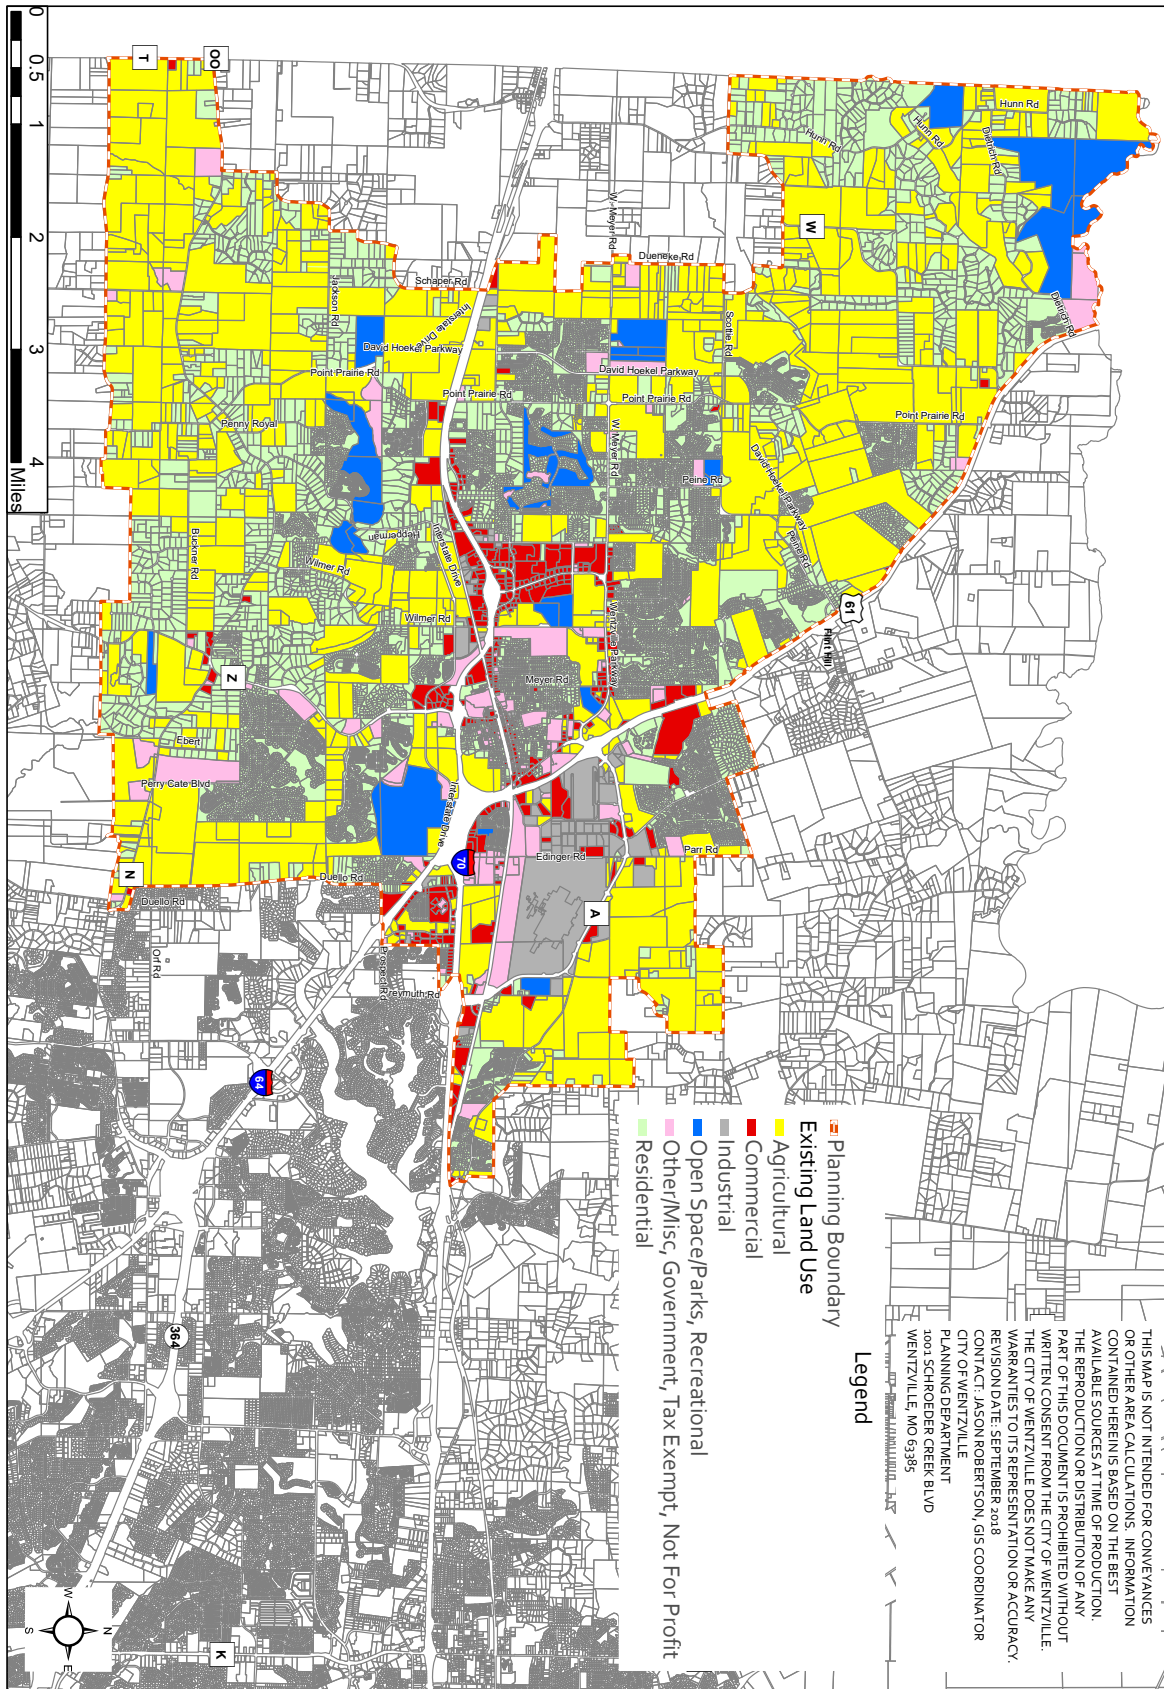 THIS MAP IS NOT INTENDED FOR CONVEYANCES
OR OTHER AREA CALCULATIONS. INFORMATION
CONTAINED HEREIN IS BASED ON THE BEST
AVAILABLE SOURCES AT TIME OF PRODUCTION.
THE REPRODUCTION OR DISTRIBUTION OF ANY
PART OF THIS DOCUMENT IS PROHIBITED WITHOUT
WRITTEN CONSENT FROM THE CITY OF WENTZVILLE.
THE CITY OF WENTZVILLE DOES NOT MAKE ANY
WARRANTIES TO ITS REPRESENTATION OR ACCURACY.
REVISION DATE: SEPTEMBER 2018
CONTACT: JASON ROBERTSON, GIS COORDINATOR
CITY OF WENTZVILLE
PLANNING DEPARTMENT
1001 SCHROEDER CREEK BLVD
WENTZVILLE, MO 63385
Legend
Planning Boundary
Existing Land Use
Agricultural
Commercial
Industrial
Open Space/Parks, Recreational
Other/Misc, Government, Tax Exempt, Not For Profit
Residential
Hunn Rd
Hunn Rd
Hunn Rd
Dietrich Rd
Dietrich Rd
W
W. Meyer Rd
Dueneke Rd
Scottie Rd
Schaper Rd
Interstate Drive
Jackson Rd
David Hoekel Parkway
David Hoekel Parkway
David Hoekel Parkway
Point Prairie Rd
Point Prairie Rd
Point Prairie Rd
Point Prairie Rd
W Meyer Rd
Penny Royal
Peine Rd
Peine Rd
Buckner Rd
Hepperman
Interstate Drive
Wilmer Rd
Wilmer Rd
Wentzville Parkway
61
Flint Hill
Meyer Rd
Z
Ebert
Perry Cate Blvd
Interstate Drive
70
Edinger Rd
Parr Rd
A
N
Duello Rd
Duello Rd
Orf Rd
Prospect Rd
reymuth Rd
64
364
K
T
OO
0
0.5
1
2
3
4
Miles
N
W
E
S